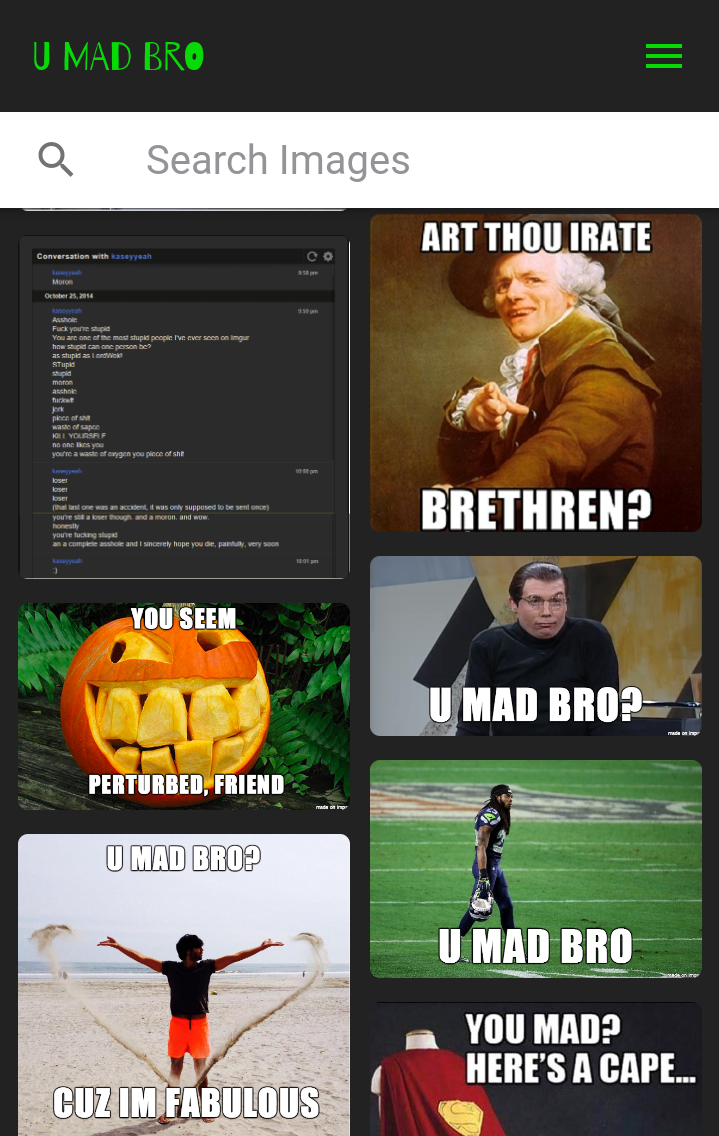 U MAD BRO
Search Images
Conversation with kaseyyeah
kaseyyeah 9:58 pm
Moron
October 25, 2014
kaseyyeah 9:59 pm
Asshole
Fuck you're stupid
You are one of the most stupid people I've ever seen on Imgur
how stupid can one person be?
as stupid as LordWok!
STupid
stupid
moron
asshole
fuckwit
jerk
piece of shit
waste of sapce
KILL YOURSELF
no one likes you
you're a waste of oxygen you piece of shit
kaseyyeah 10:00 pm
loser
loser
loser
(that last one was an accident, it was only supposed to be sent once)
you're still a loser though. and a moron. and wow.
honestly
you're fucking stupid
an a complete asshole and I sincerely hope you die, painfully, very soon
kaseyyeah 10:01 pm
:)
YOU SEEM
PERTURBED, FRIEND
made on imgr
U MAD BRO?
CUZ IM FABULOUS
ART THOU IRATE
BRETHREN?
U MAD BRO?
made on imgr
U MAD BRO
made on imgr
YOU MAD?
HERE'S A CAPE...